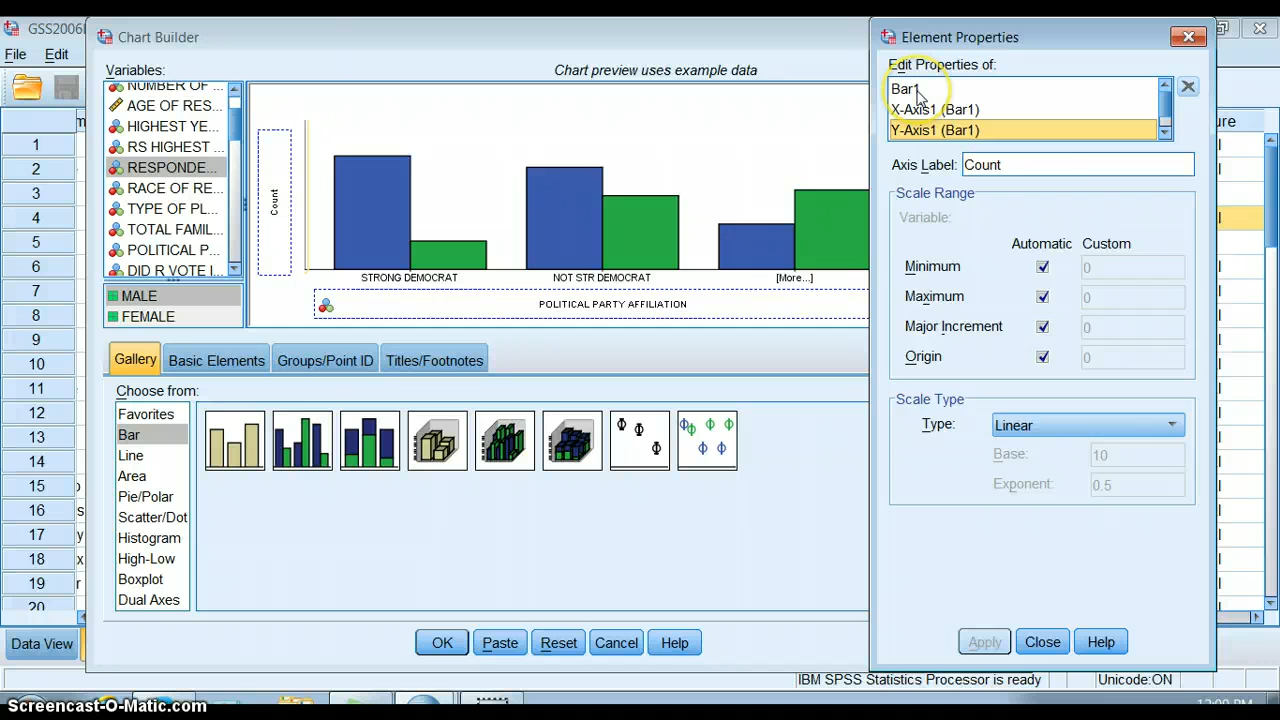 GSS2006
File Edit
Chart Builder
Variables:
NUMBER OF ...
AGE OF RES...
HIGHEST YE...
RS HIGHEST ...
RESPONDE...
RACE OF RE...
TYPE OF PL...
TOTAL FAMIL...
POLITICAL P...
DID R VOTE I...
MALE
FEMALE
Chart preview uses example data
Count
STRONG DEMOCRAT
NOT STR DEMOCRAT
[More...]
POLITICAL PARTY AFFILIATION
Gallery Basic Elements Groups/Point ID Titles/Footnotes
Choose from:
Favorites
Bar
Line
Area
Pie/Polar
Scatter/Dot
Histogram
High-Low
Boxplot
Dual Axes
OK Paste Reset Cancel Help
Element Properties
Edit Properties of:
Bar1
X-Axis1 (Bar1)
Y-Axis1 (Bar1)
Axis Label: Count
Scale Range
Variable:
Automatic Custom
Minimum 0
Maximum 0
Major Increment 0
Origin 0
Scale Type
Type: Linear
Base: 10
Exponent: 0.5
Apply Close Help
1
2
3
4
5
6
7
8
9
10
11
12
13
14
15
16
17
18
19
20
Data View
IBM SPSS Statistics Processor is ready
Unicode:ON
Screencast-O-Matic.com